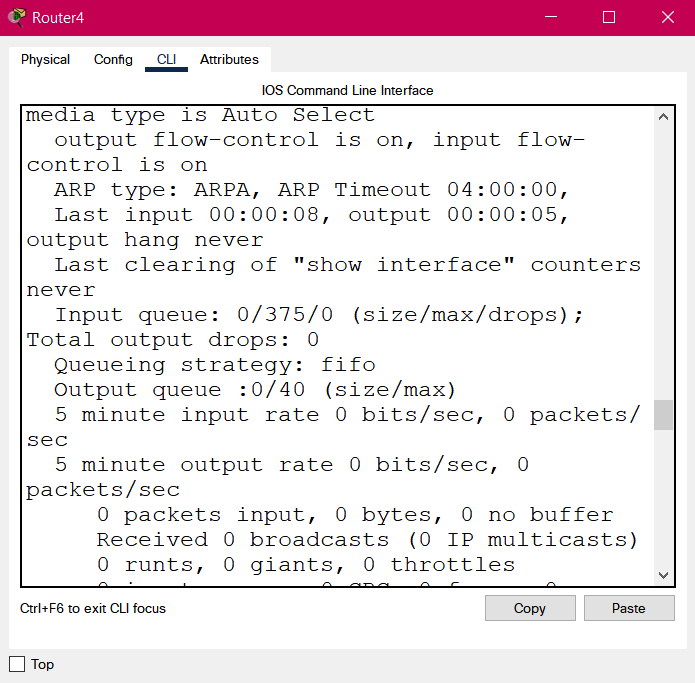 Router4
Physical Config CLI Attributes
IOS Command Line Interface
media type is Auto Select
output flow-control is on, input flow-
control is on
ARP type: ARPA, ARP Timeout 04:00:00,
Last input 00:00:08, output 00:00:05,
output hang never
Last clearing of "show interface" counters
never
Input queue: 0/375/0 (size/max/drops);
Total output drops: 0
Queueing strategy: fifo
Output queue :0/40 (size/max)
5 minute input rate 0 bits/sec, 0 packets/
sec
5 minute output rate 0 bits/sec, 0
packets/sec
0 packets input, 0 bytes, 0 no buffer
Received 0 broadcasts (0 IP multicasts)
0 runts, 0 giants, 0 throttles
Ctrl+F6 to exit CLI focus
Copy Paste
Top